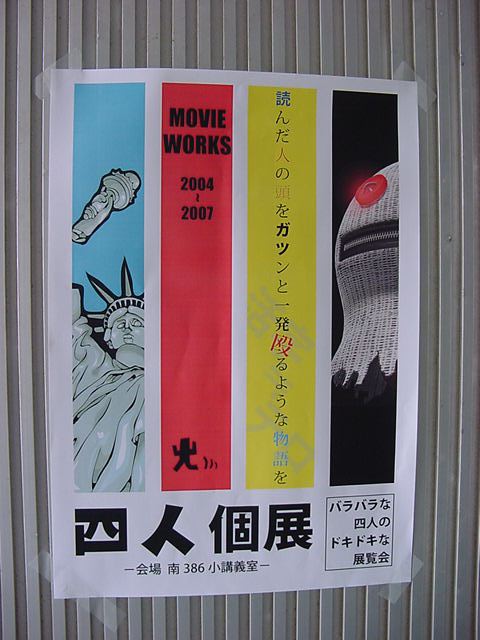 MOVIE
WORKS
2004
~
2007
読んだ人の頭をガツンと一発殴るような物語を
四人個展
－会場 南386小講義室－
バラバラな
四人の
ドキドキな
展覧会